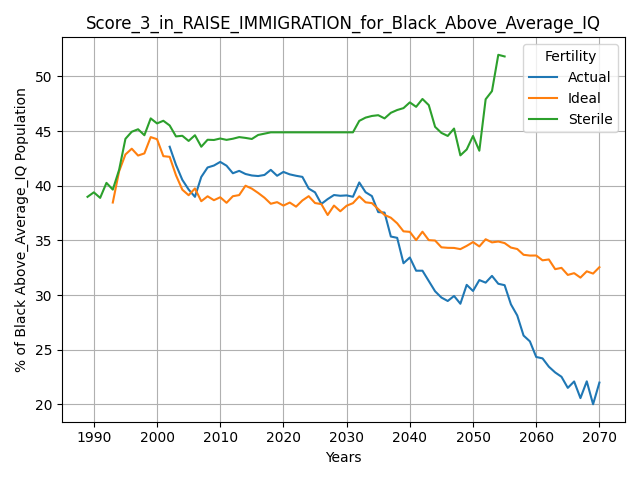 Score_3_in_RAISE_IMMIGRATION_for_Black_Above_Average_IQ
% of Black Above_Average_IQ Population
50
45
40
35
30
25
20
Fertility
Actual
Ideal
Sterile
1990 2000 2010 2020 2030 2040 2050 2060 2070
Years